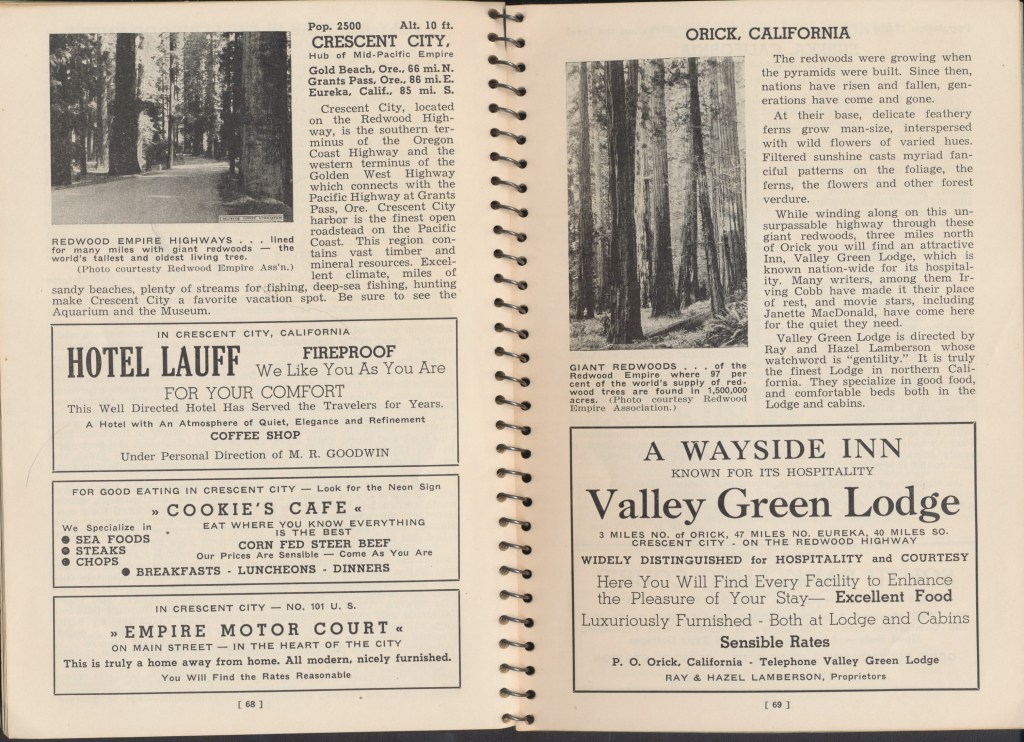 Pop. 2500 Alt. 10 ft.
CRESCENT CITY,
Hub of Mid-Pacific Empire
Gold Beach, Ore., 66 mi. N.
Grants Pass, Ore., 86 mi. E.
Eureka, Calif., 85 mi. S.
Crescent City, located
on the Redwood High-
way, is the southern ter-
minus of the Oregon
Coast Highway and the
western terminus of the
Golden West Highway
which connects with the
Pacific Highway at Grants
Pass, Ore. Crescent City
harbor is the finest open
roadstead on the Pacific
Coast. This region con-
tains vast timber and
mineral resources. Excel-
lent climate, miles of
sandy beaches, plenty of streams for fishing, deep-sea fishing, hunting
make Crescent City a favorite vacation spot. Be sure to see the
Aquarium and the Museum.
REDWOOD EMPIRE HIGHWAYS . . . lined
for many miles with giant redwoods — the
world's tallest and oldest living tree.
(Photo courtesty Redwood Empire Ass'n.)
IN CRESCENT CITY, CALIFORNIA
HOTEL LAUFF FIREPROOF
We Like You As You Are
FOR YOUR COMFORT
This Well Directed Hotel Has Served the Travelers for Years.
A Hotel with An Atmosphere of Quiet, Elegance and Refinement
COFFEE SHOP
Under Personal Direction of M. R. GOODWIN
FOR GOOD EATING IN CRESCENT CITY — Look for the Neon Sign
» COOKIE'S CAFE «
We Specialize in
● SEA FOODS
● STEAKS
● CHOPS
EAT WHERE YOU KNOW EVERYTHING
IS THE BEST
CORN FED STEER BEEF
Our Prices Are Sensible — Come As You Are
● BREAKFASTS - LUNCHEONS - DINNERS
IN CRESCENT CITY — NO. 101 U. S.
» EMPIRE MOTOR COURT «
ON MAIN STREET — IN THE HEART OF THE CITY
This is truly a home away from home. All modern, nicely furnished.
You Will Find the Rates Reasonable
[ 68 ]
ORICK, CALIFORNIA
The redwoods were growing when
the pyramids were built. Since then,
nations have risen and fallen, gen-
erations have come and gone.
At their base, delicate feathery
ferns grow man-size, interspersed
with wild flowers of varied hues.
Filtered sunshine casts myriad fan-
ciful patterns on the foliage, the
ferns, the flowers and other forest
verdure.
While winding along on this un-
surpassable highway through these
giant redwoods, three miles north
of Orick you will find an attractive
Inn, Valley Green Lodge, which is
known nation-wide for its hospital-
ity. Many writers, among them Ir-
ving Cobb have made it their place
of rest, and movie stars, including
Janette MacDonald, have come here
for the quiet they need.
Valley Green Lodge is directed by
Ray and Hazel Lamberson whose
watchword is "gentility." It is truly
the finest Lodge in northern Cali-
fornia. They specialize in good food,
and comfortable beds both in the
Lodge and cabins.
GIANT REDWOODS . . . of the
Redwood Empire where 97 per
cent of the world's supply of red-
wood trees are found in 1,500,000
acres. (Photo courtesy Redwood
Empire Association.)
A WAYSIDE INN
KNOWN FOR ITS HOSPITALITY
Valley Green Lodge
3 MILES NO. of ORICK, 47 MILES NO. EUREKA, 40 MILES SO.
CRESCENT CITY - ON THE REDWOOD HIGHWAY
WIDELY DISTINGUISHED for HOSPITALITY and COURTESY
Here You Will Find Every Facility to Enhance
the Pleasure of Your Stay— Excellent Food
Luxuriously Furnished - Both at Lodge and Cabins
Sensible Rates
P. O. Orick, California - Telephone Valley Green Lodge
RAY & HAZEL LAMBERSON, Proprietors
[ 69 ]